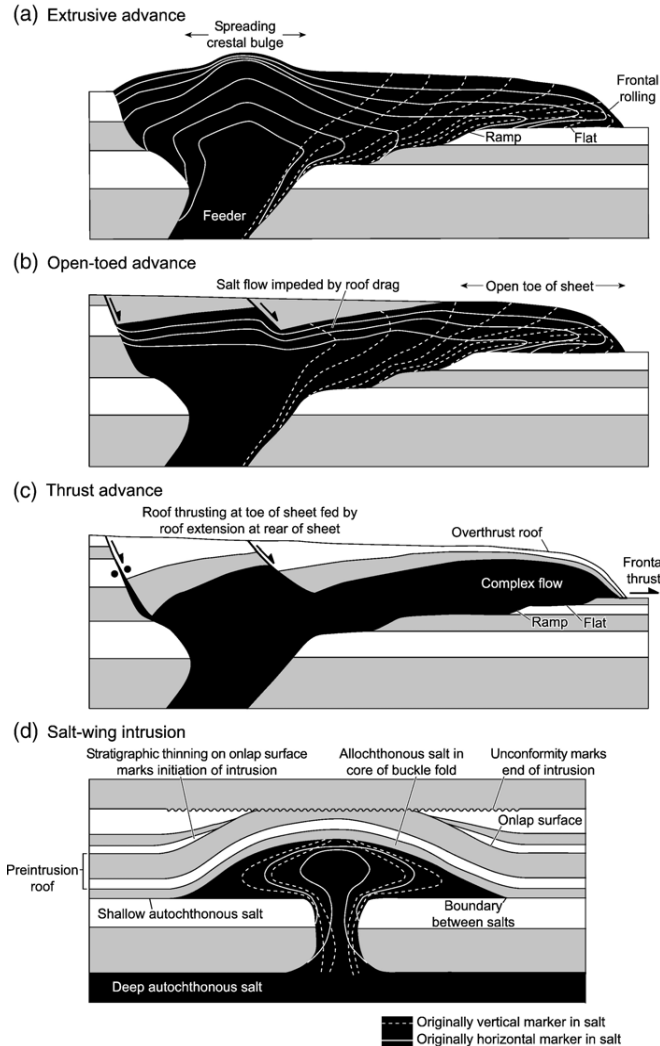 (a) Extrusive advance
Spreading
crestal bulge
Frontal
rolling
Ramp
Flat
Feeder
(b) Open-toed advance
Salt flow impeded by roof drag
Open toe of sheet
(c) Thrust advance
Roof thrusting at toe of sheet fed by
roof extension at rear of sheet
Overthrust roof
Complex flow
Frontal
thrust
Ramp
Flat
(d) Salt-wing intrusion
Stratigraphic thinning on onlap surface
marks initiation of intrusion
Allochthonous salt in
core of buckle fold
Unconformity marks
end of intrusion
Onlap surface
Preintrusion
roof
Shallow autochthonous salt
Boundary
between salts
Deep autochthonous salt
Originally vertical marker in salt
Originally horizontal marker in salt